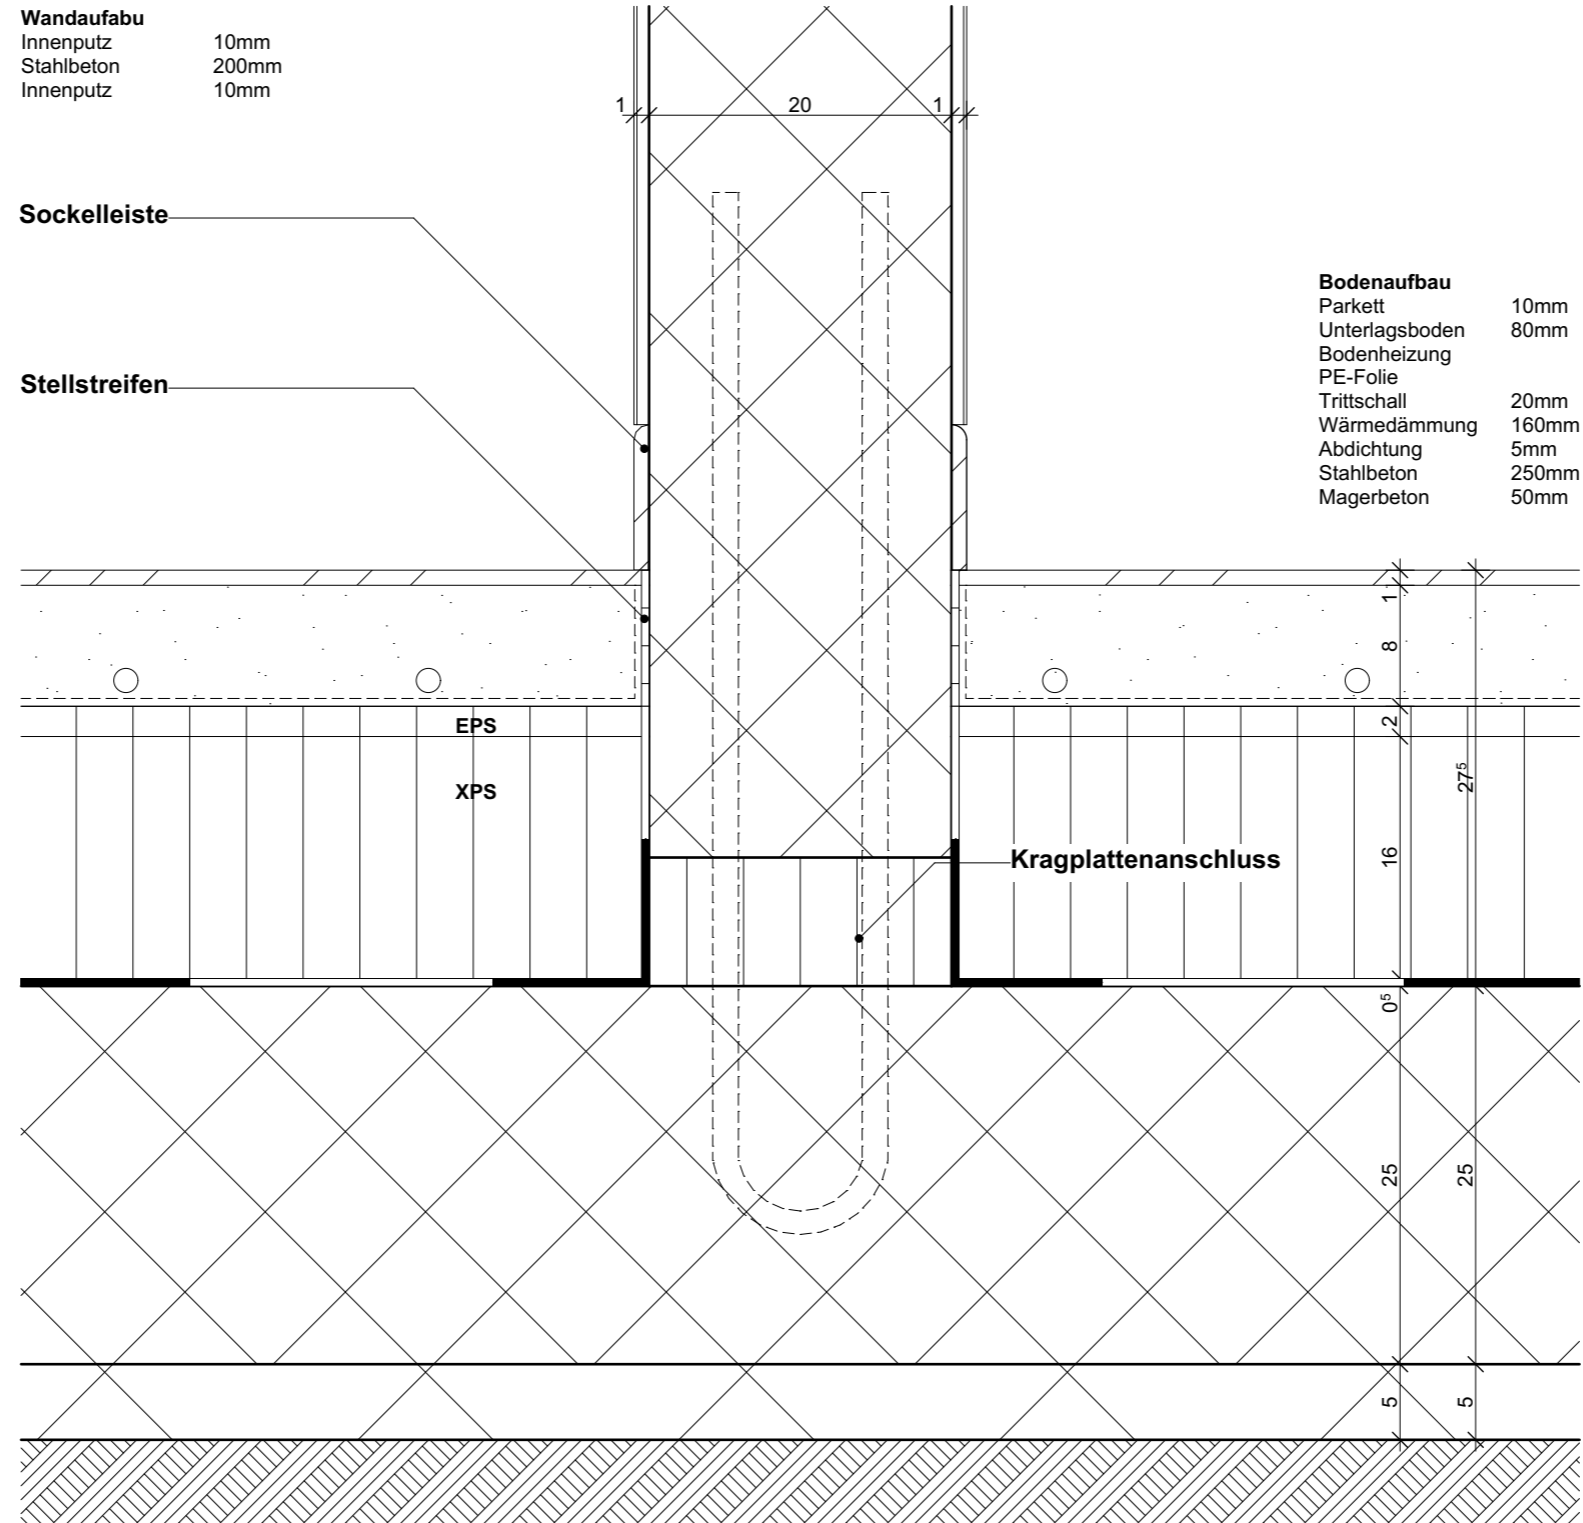 Wandaufabu
Innenputz 10mm
Stahlbeton 200mm
Innenputz 10mm
1 20 1
Sockelleiste
Bodenaufbau
Parkett 10mm
Unterlagsboden 80mm
Bodenheizung
PE-Folie
Trittschall 20mm
Wärmedämmung 160mm
Abdichtung 5mm
Stahlbeton 250mm
Magerbeton 50mm
Stellstreifen
1
8
EPS
2
XPS
27⁵
16
Kragplattenanschluss
0⁵
25 25
5 5